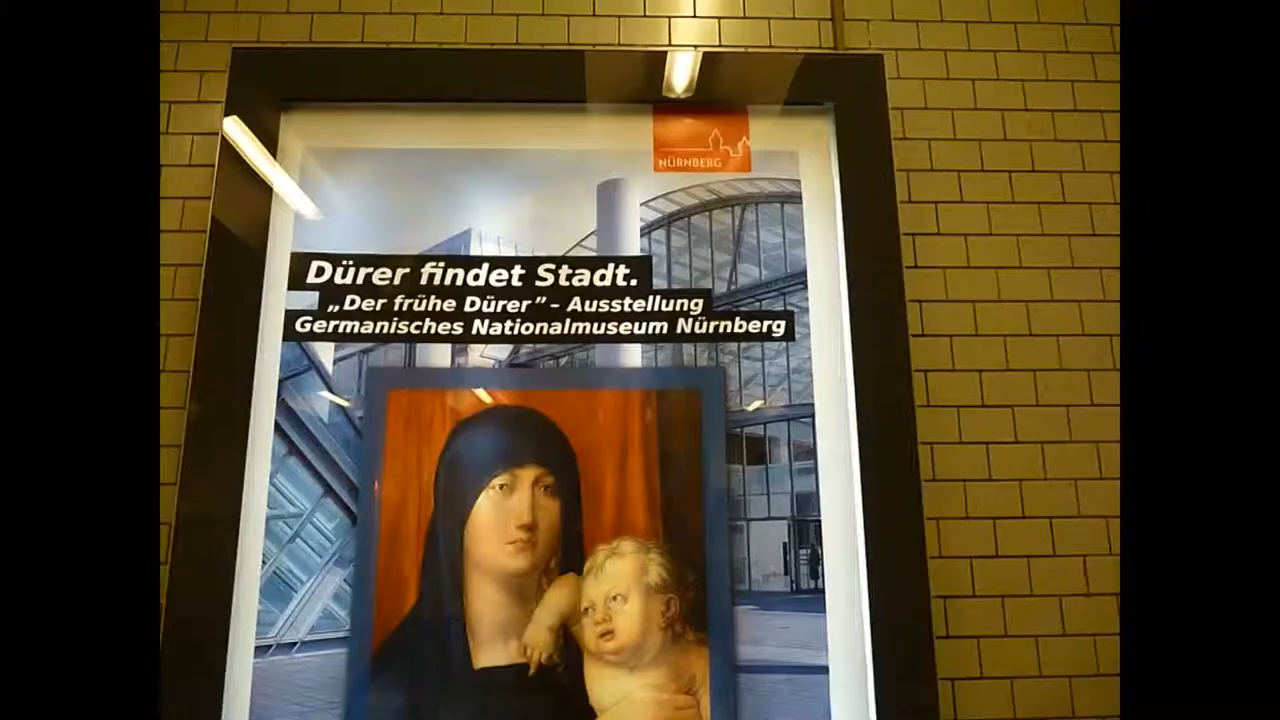 NÜRNBERG
Dürer findet Stadt.
„Der frühe Dürer” – Ausstellung
Germanisches Nationalmuseum Nürnberg